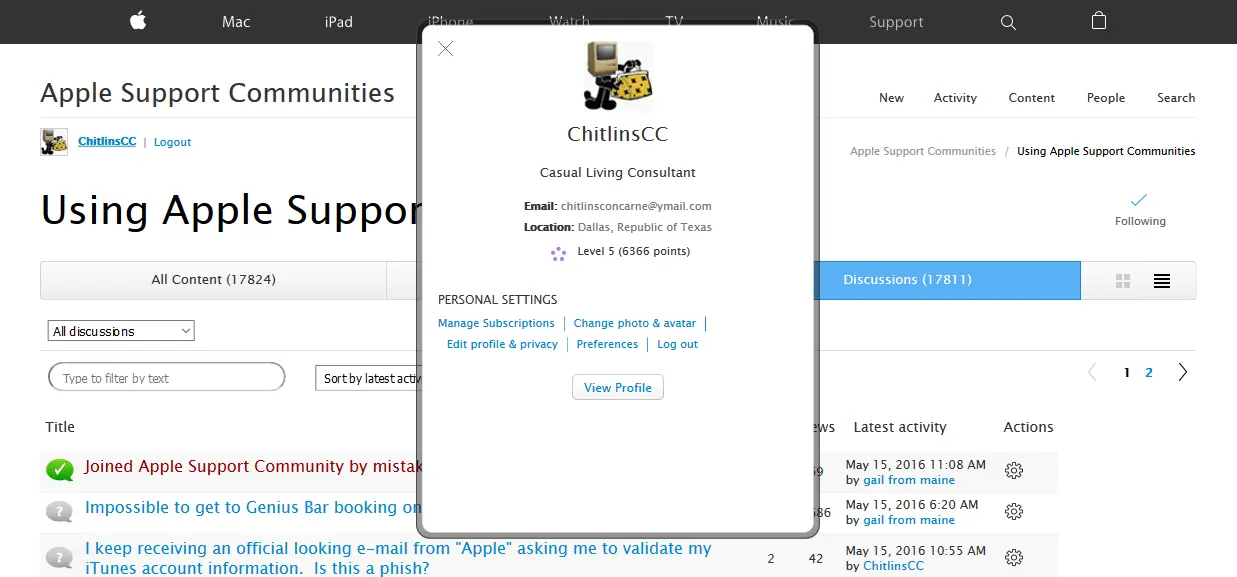 Mac iPad iPhone Watch TV Music Support
Apple Support Communities
New Activity Content People Search
ChitlinsCC | Logout
Apple Support Communities / Using Apple Support Communities
Using Apple Suppor
Following
All Content (17824)
Discussions (17811)
All discussions
Type to filter by text
Sort by latest activ
1 2
Title
Latest activity Actions
Joined Apple Support Community by mistak
May 15, 2016 11:08 AM
by gail from maine
Impossible to get to Genius Bar booking on
May 15, 2016 6:20 AM
by gail from maine
I keep receiving an official looking e-mail from "Apple" asking me to validate my
iTunes account information. Is this a phish?
2 42
May 15, 2016 10:55 AM
by ChitlinsCC
ChitlinsCC
Casual Living Consultant
Email: chitlinsconcarne@ymail.com
Location: Dallas, Republic of Texas
Level 5 (6366 points)
PERSONAL SETTINGS
Manage Subscriptions | Change photo & avatar |
Edit profile & privacy | Preferences | Log out
View Profile